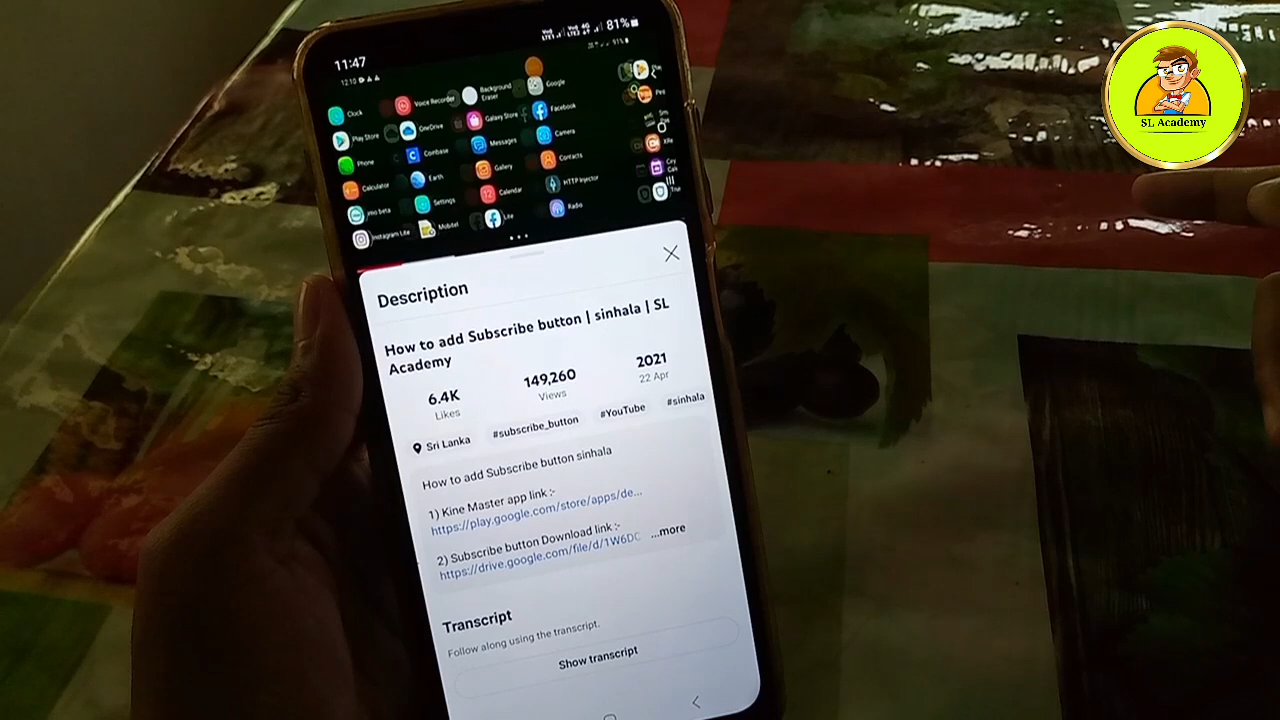 SL Academy
11:47
81%
12:10
91%
Clock
Voice Recorder
Background
Eraser
Google
Play Store
OneDrive
Galaxy Store
Facebook
Phone
Coinbase
Messages
Camera
Calculator
Earth
Gallery
Contacts
jimo beta
Settings
Calendar
HTTP Injector
Instagram Lite
Mobitel
Lite
Radio
Description
How to add Subscribe button | sinhala | SL
Academy
6.4K
149,260
2021
Likes
Views
22 Apr
Sri Lanka
#subscribe_button
#YouTube
#sinhala
How to add Subscribe button sinhala
1) Kine Master app link :-
https://play.google.com/store/apps/de...
2) Subscribe button Download link :-
https://drive.google.com/file/d/1W6DC
...more
Transcript
Follow along using the transcript.
Show transcript